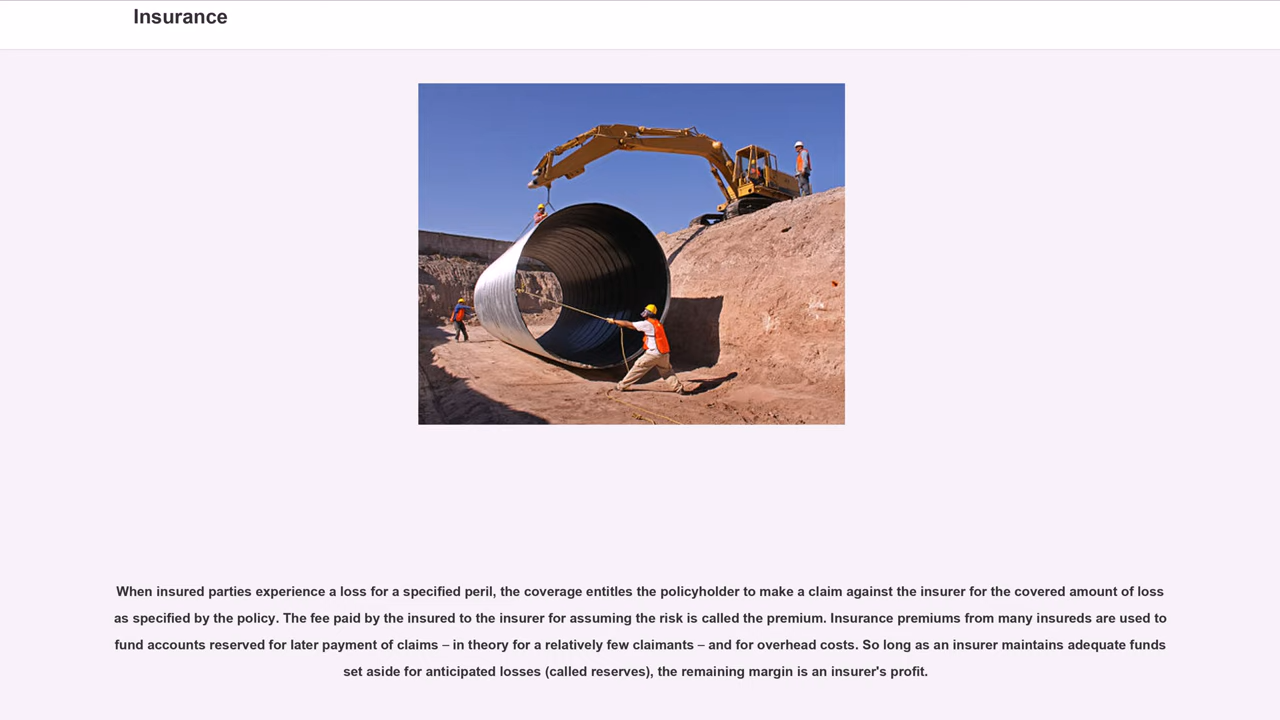 Insurance
When insured parties experience a loss for a specified peril, the coverage entitles the policyholder to make a claim against the insurer for the covered amount of loss
as specified by the policy. The fee paid by the insured to the insurer for assuming the risk is called the premium. Insurance premiums from many insureds are used to
fund accounts reserved for later payment of claims – in theory for a relatively few claimants – and for overhead costs. So long as an insurer maintains adequate funds
set aside for anticipated losses (called reserves), the remaining margin is an insurer's profit.